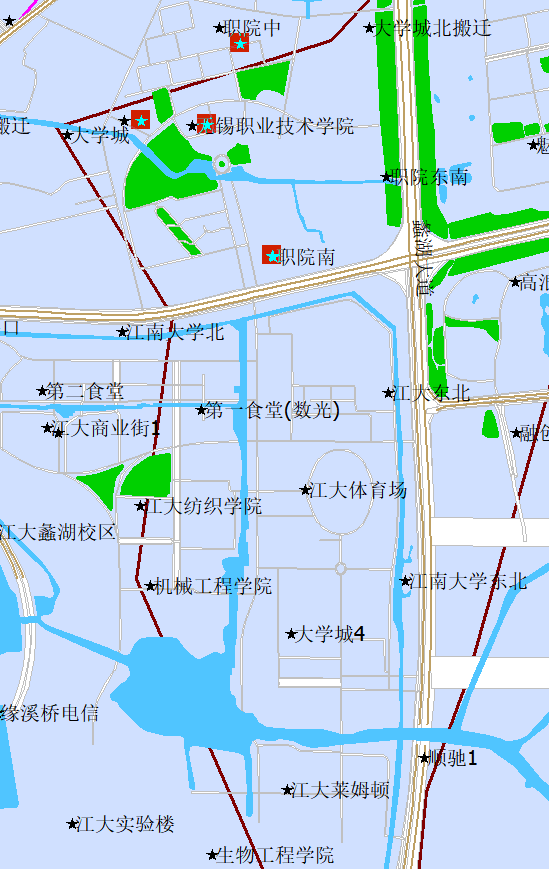 职院中
大学城北搬迁
搬迁
大学城
无锡职业技术学院
职院东南
蠡湖大道
职院南
高浪
口
江南大学北
第二食堂
江大东北
第一食堂(数光)
江大商业街1
融创
江大体育场
江大纺织学院
江大蠡湖校区
机械工程学院
江南大学东北
大学城4
缘溪桥电信
顺驰1
江大莱姆顿
江大实验楼
生物工程学院